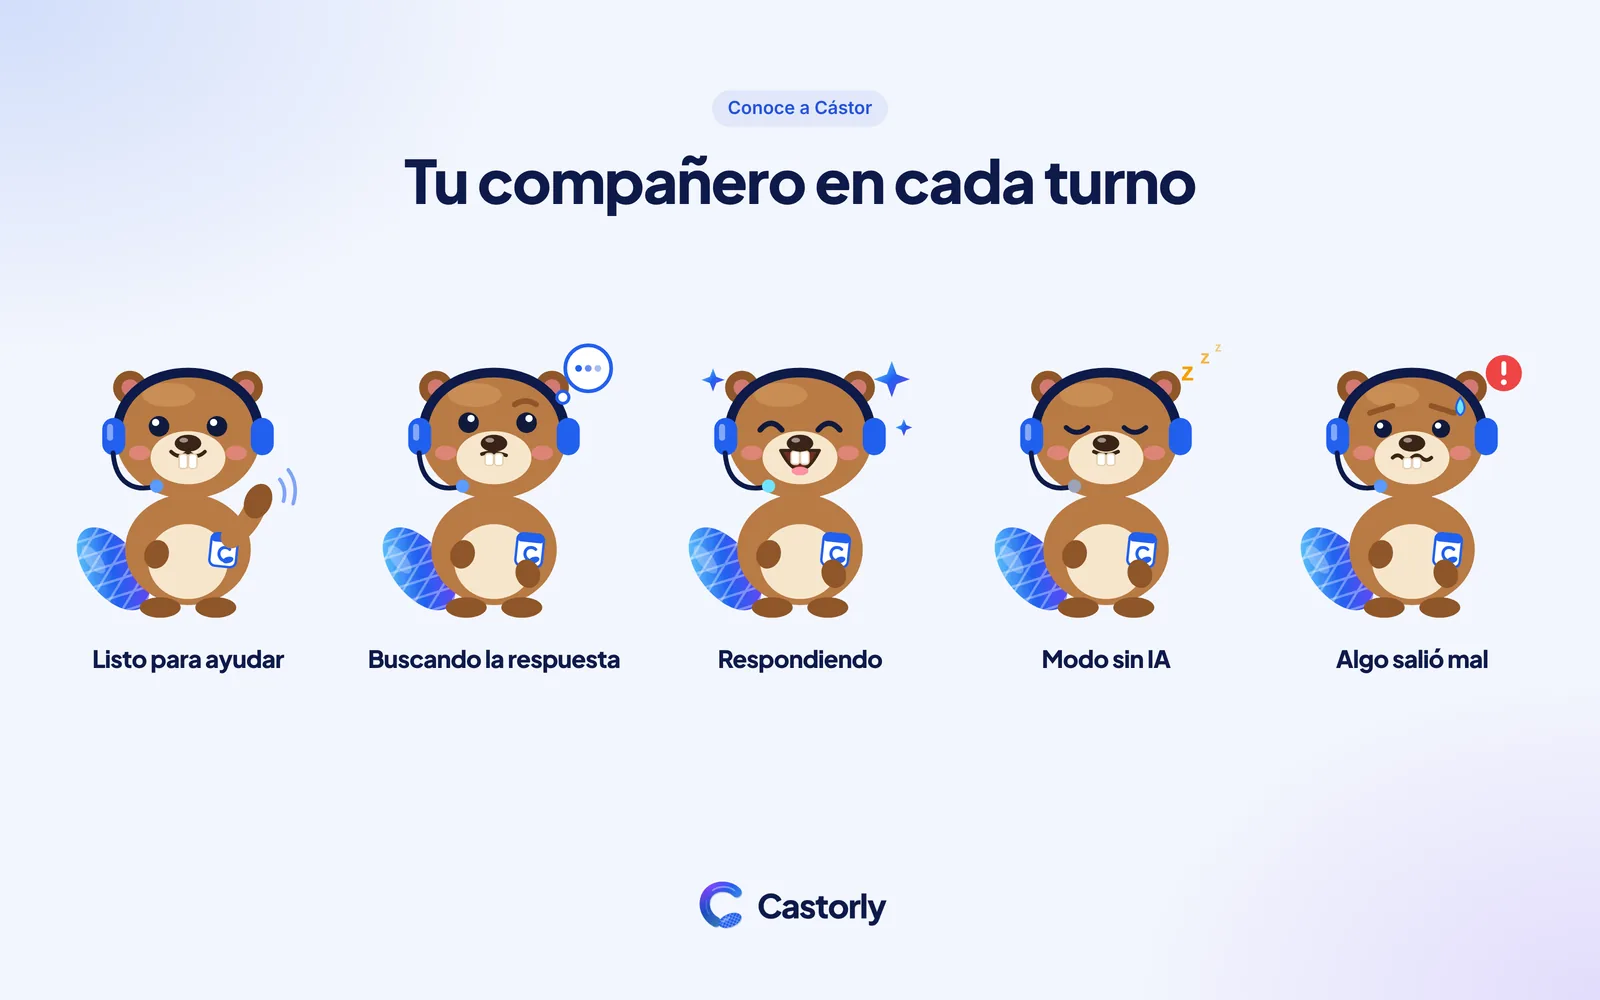 Conoce a Cástor
Tu compañero en cada turno
z
z
z
C
C
C
C
C
Listo para ayudar
Buscando la respuesta
Respondiendo
Modo sin IA
Algo salió mal
Castorly